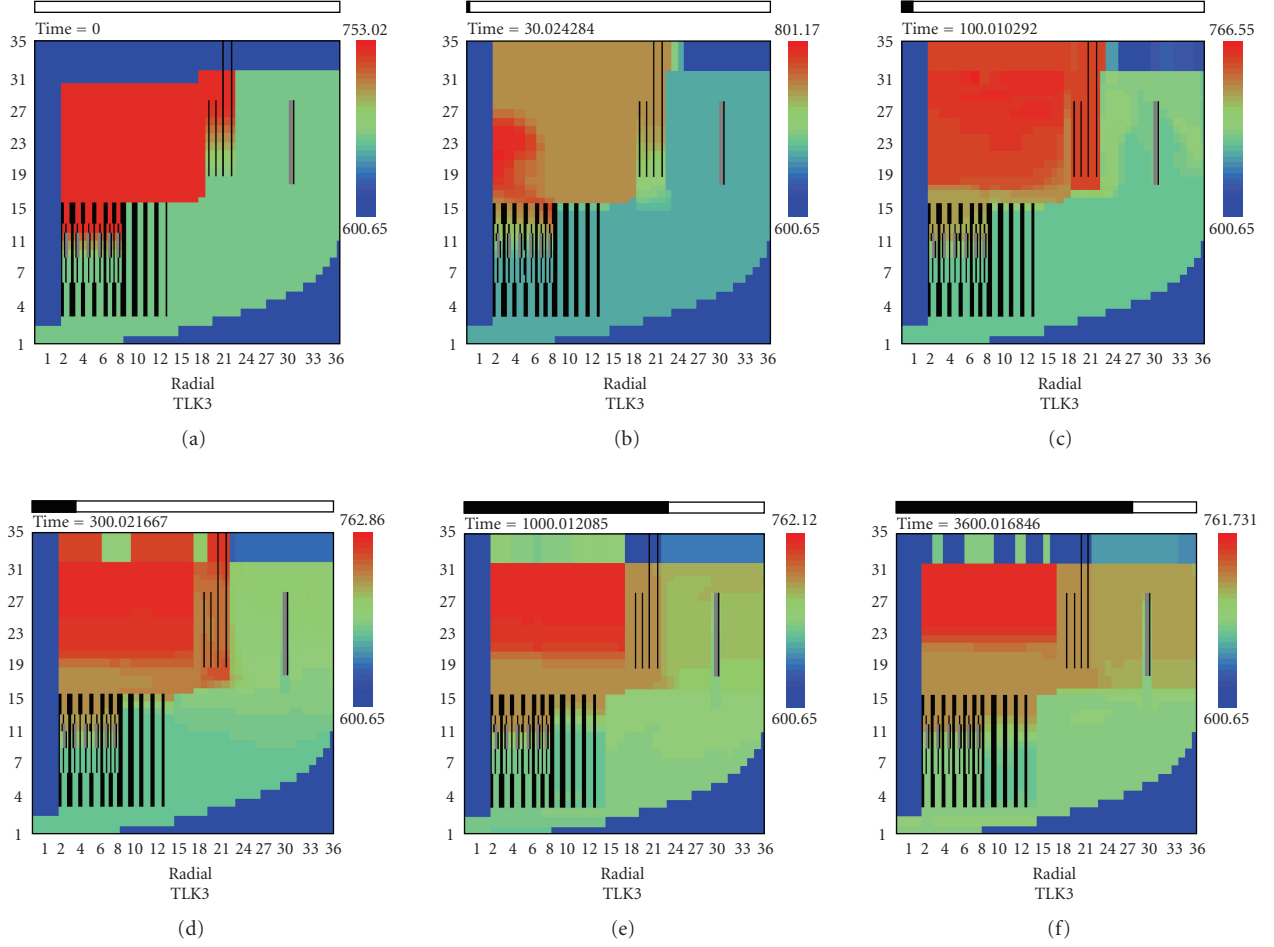 Time = 0
753.02
35
31
27
23
19
15
11
7
4
1
600.65
1 2 4 6 8 10 12 15 18 21 24 27 30 33 36
Radial
TLK3
(a)
Time = 30.024284
801.17
35
31
27
23
19
15
11
7
4
1
600.65
1 2 4 6 8 10 12 15 18 21 24 27 30 33 36
Radial
TLK3
(b)
Time = 100.010292
766.55
35
31
27
23
19
15
11
7
4
1
600.65
1 2 4 6 8 10 12 15 18 21 24 27 30 33 36
Radial
TLK3
(c)
Time = 300.021667
762.86
35
31
27
23
19
15
11
7
4
1
600.65
1 2 4 6 8 10 12 15 18 21 24 27 30 33 36
Radial
TLK3
(d)
Time = 1000.012085
762.12
35
31
27
23
19
15
11
7
4
1
600.65
1 2 4 6 8 10 12 15 18 21 24 27 30 33 36
Radial
TLK3
(e)
Time = 3600.016846
761.731
35
31
27
23
19
15
11
7
4
1
600.65
1 2 4 6 8 10 12 15 18 21 24 27 30 33 36
Radial
TLK3
(f)